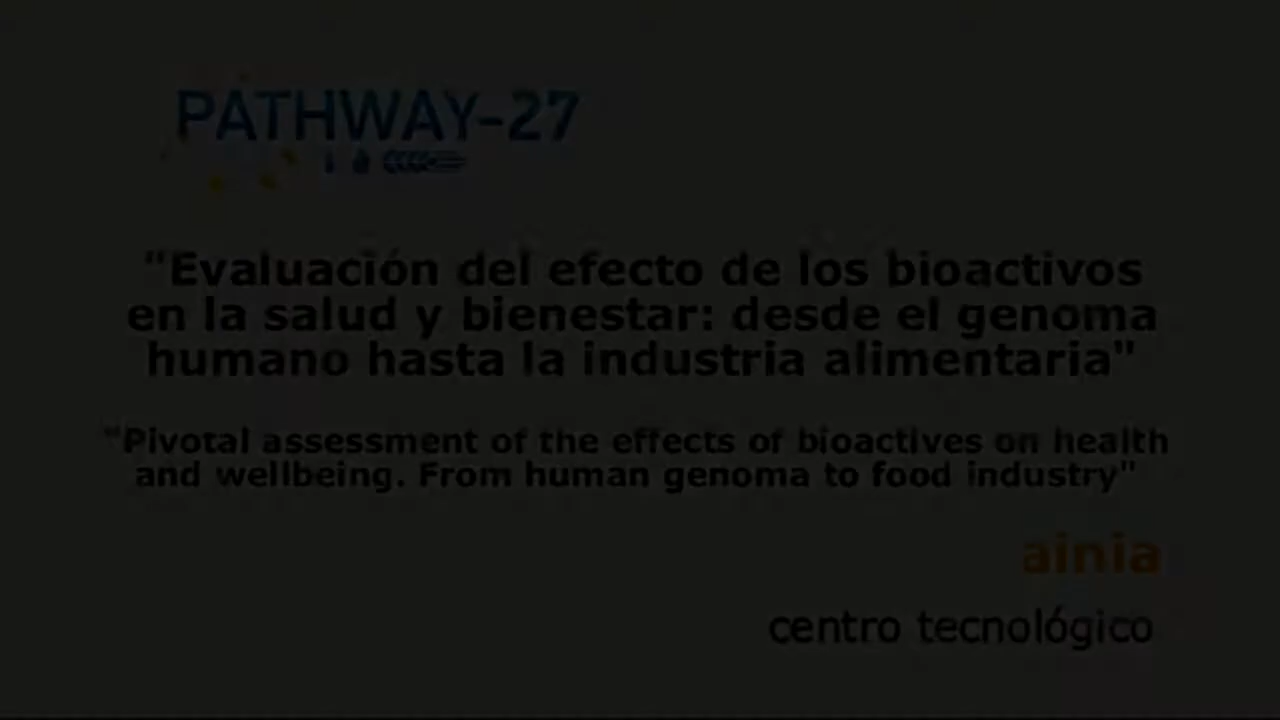 PATHWAY-27
"Evaluación del efecto de los bioactivos
en la salud y bienestar: desde el genoma
humano hasta la industria alimentaria"
"Pivotal assessment of the effects of bioactives on health
and wellbeing. From human genoma to food industry"
ainia
centro tecnológico